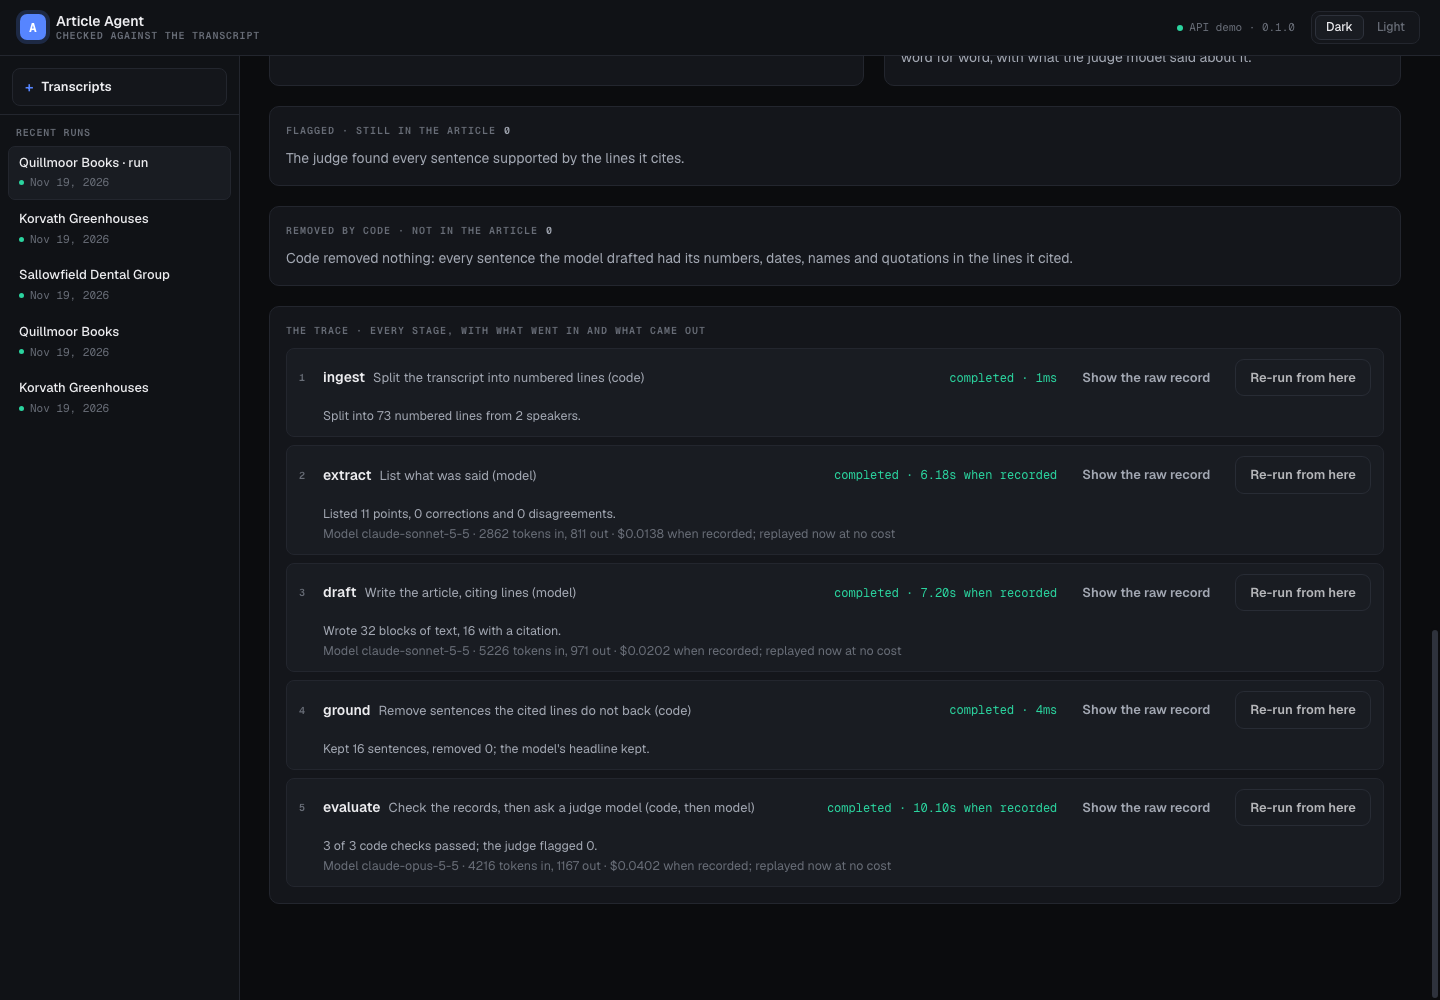 A
Article Agent
CHECKED AGAINST THE TRANSCRIPT
API demo · 0.1.0
Dark
Light
+ Transcripts
RECENT RUNS
Quillmoor Books · run
Nov 19, 2026
Korvath Greenhouses
Nov 19, 2026
Sallowfield Dental Group
Nov 19, 2026
Quillmoor Books
Nov 19, 2026
Korvath Greenhouses
Nov 19, 2026
word for word, with what the judge model said about it.
FLAGGED · STILL IN THE ARTICLE 0
The judge found every sentence supported by the lines it cites.
REMOVED BY CODE · NOT IN THE ARTICLE 0
Code removed nothing: every sentence the model drafted had its numbers, dates, names and quotations in the lines it cited.
THE TRACE · EVERY STAGE, WITH WHAT WENT IN AND WHAT CAME OUT
1 ingest Split the transcript into numbered lines (code) completed · 1ms Show the raw record Re-run from here
Split into 73 numbered lines from 2 speakers.
2 extract List what was said (model) completed · 6.18s when recorded Show the raw record Re-run from here
Listed 11 points, 0 corrections and 0 disagreements.
Model claude-sonnet-5-5 · 2862 tokens in, 811 out · $0.0138 when recorded; replayed now at no cost
3 draft Write the article, citing lines (model) completed · 7.20s when recorded Show the raw record Re-run from here
Wrote 32 blocks of text, 16 with a citation.
Model claude-sonnet-5-5 · 5226 tokens in, 971 out · $0.0202 when recorded; replayed now at no cost
4 ground Remove sentences the cited lines do not back (code) completed · 4ms Show the raw record Re-run from here
Kept 16 sentences, removed 0; the model's headline kept.
5 evaluate Check the records, then ask a judge model (code, then model) completed · 10.10s when recorded Show the raw record Re-run from here
3 of 3 code checks passed; the judge flagged 0.
Model claude-opus-5-5 · 4216 tokens in, 1167 out · $0.0402 when recorded; replayed now at no cost